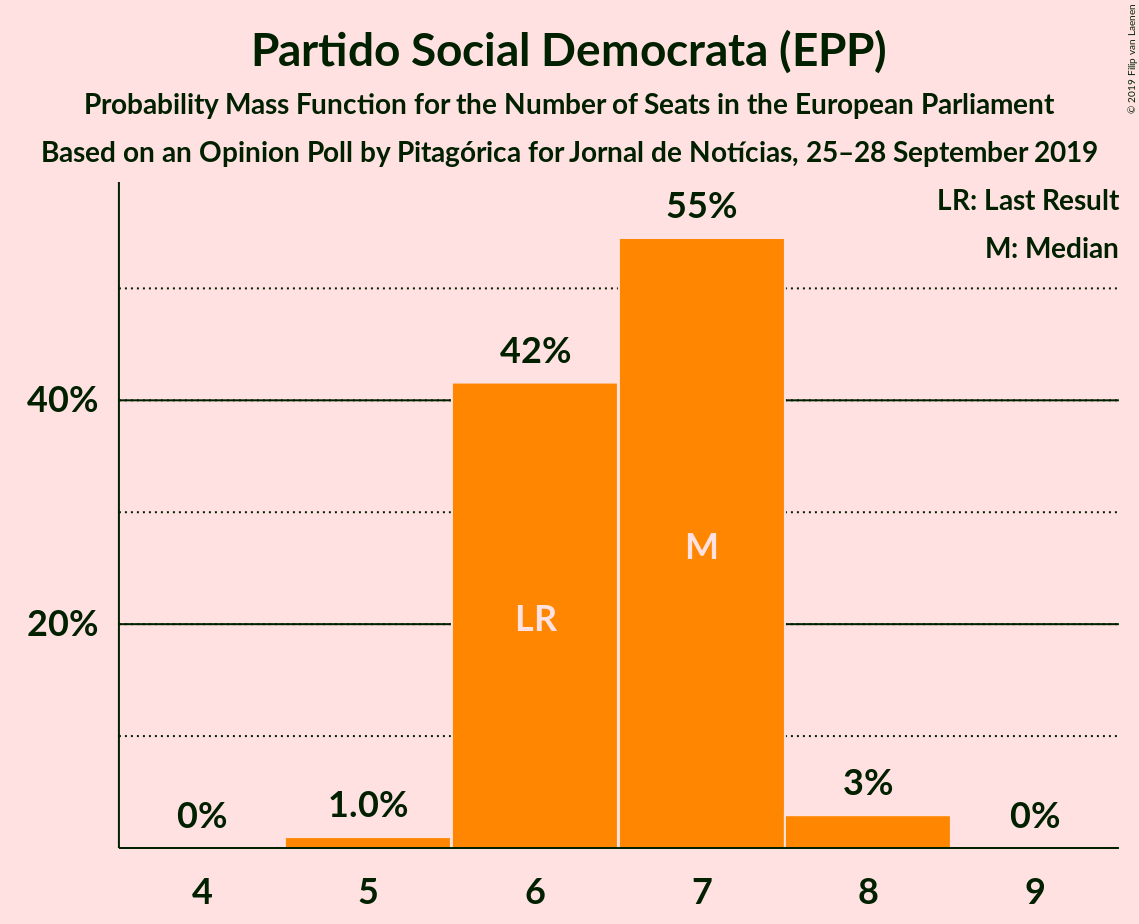 Partido Social Democrata (EPP)
Probability Mass Function for the Number of Seats in the European Parliament
Based on an Opinion Poll by Pitagórica for Jornal de Notícias, 25–28 September 2019
© 2019 Filip van Laenen
LR: Last Result
M: Median
55%
42%
40%
M
LR
20%
3%
1.0%
0%
0%
4 5 6 7 8 9